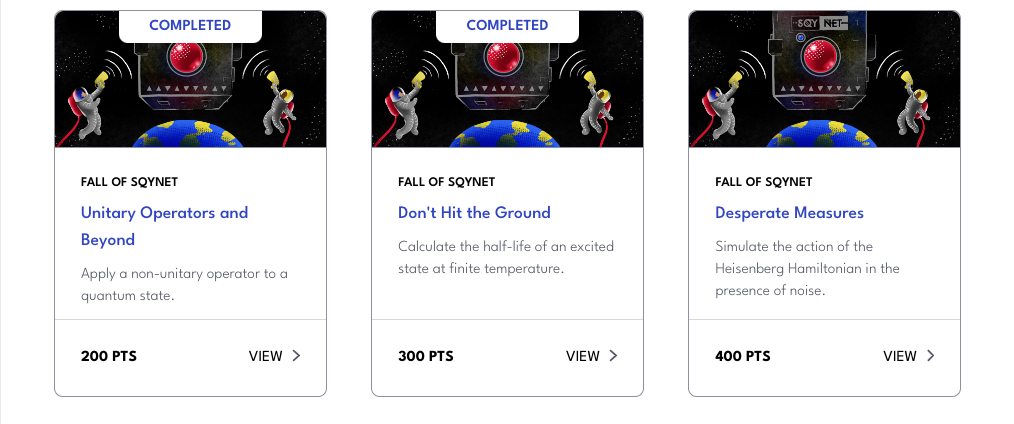 COMPLETED
FALL OF SQYNET
Unitary Operators and
Beyond
Apply a non-unitary operator to a
quantum state.
200 PTS
VIEW
COMPLETED
FALL OF SQYNET
Don't Hit the Ground
Calculate the half-life of an excited
state at finite temperature.
300 PTS
VIEW
SQY NET
FALL OF SQYNET
Desperate Measures
Simulate the action of the
Heisenberg Hamiltonian in the
presence of noise.
400 PTS
VIEW